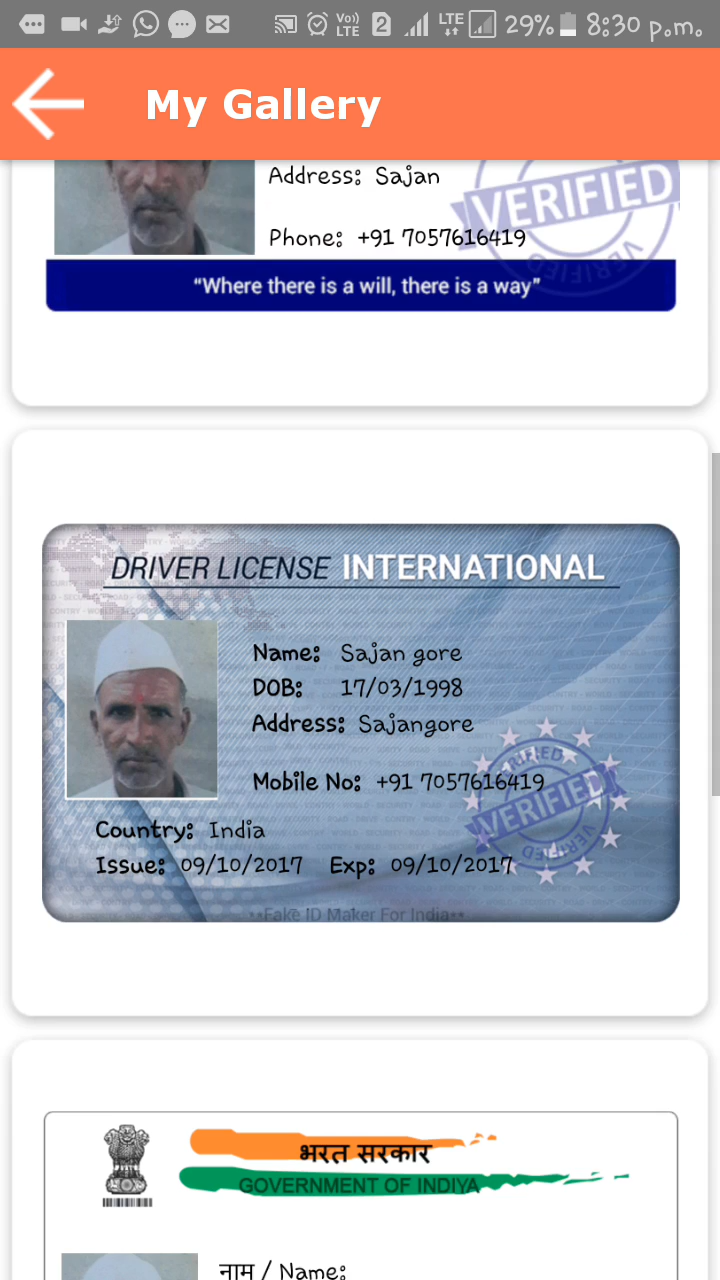 Vo)) LTE 2 LTE 29% 8:30 p.m.
My Gallery
Address: Sajan
VERIFIED
Phone: +91 7057616419
VERIFIED
“Where there is a will, there is a way”
DRIVER LICENSE INTERNATIONAL
Name: Sajan gore
DOB: 17/03/1998
Address: Sajangore
Mobile No: +91 7057616419
VERIFIED
VERIFIED
VERIFIED
Country: India
Issue: 09/10/2017 Exp: 09/10/2017
**Fake ID Maker For India**
भरत सरकार
GOVERNMENT OF INDIYA
नाम / Name: